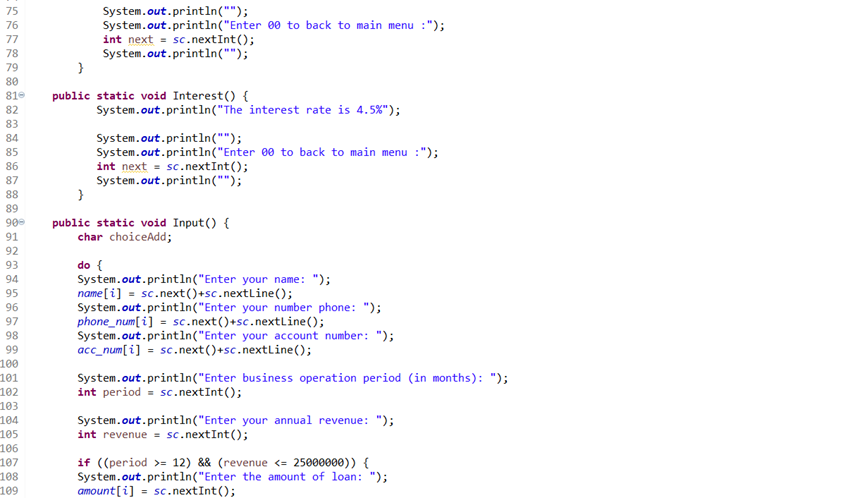 75 System.out.println("");
76 System.out.println("Enter 00 to back to main menu :");
77 int next = sc.nextInt();
78 System.out.println("");
79 }
80
81 public static void Interest() {
82 System.out.println("The interest rate is 4.5%");
83
84 System.out.println("");
85 System.out.println("Enter 00 to back to main menu :");
86 int next = sc.nextInt();
87 System.out.println("");
88 }
89
90 public static void Input() {
91 char choiceAdd;
92
93 do {
94 System.out.println("Enter your name: ");
95 name[i] = sc.next()+sc.nextLine();
96 System.out.println("Enter your number phone: ");
97 phone_num[i] = sc.next()+sc.nextLine();
98 System.out.println("Enter your account number: ");
99 acc_num[i] = sc.next()+sc.nextLine();
100
101 System.out.println("Enter business operation period (in months): ");
102 int period = sc.nextInt();
103
104 System.out.println("Enter your annual revenue: ");
105 int revenue = sc.nextInt();
106
107 if ((period >= 12) && (revenue <= 25000000)) {
108 System.out.println("Enter the amount of loan: ");
109 amount[i] = sc.nextInt();